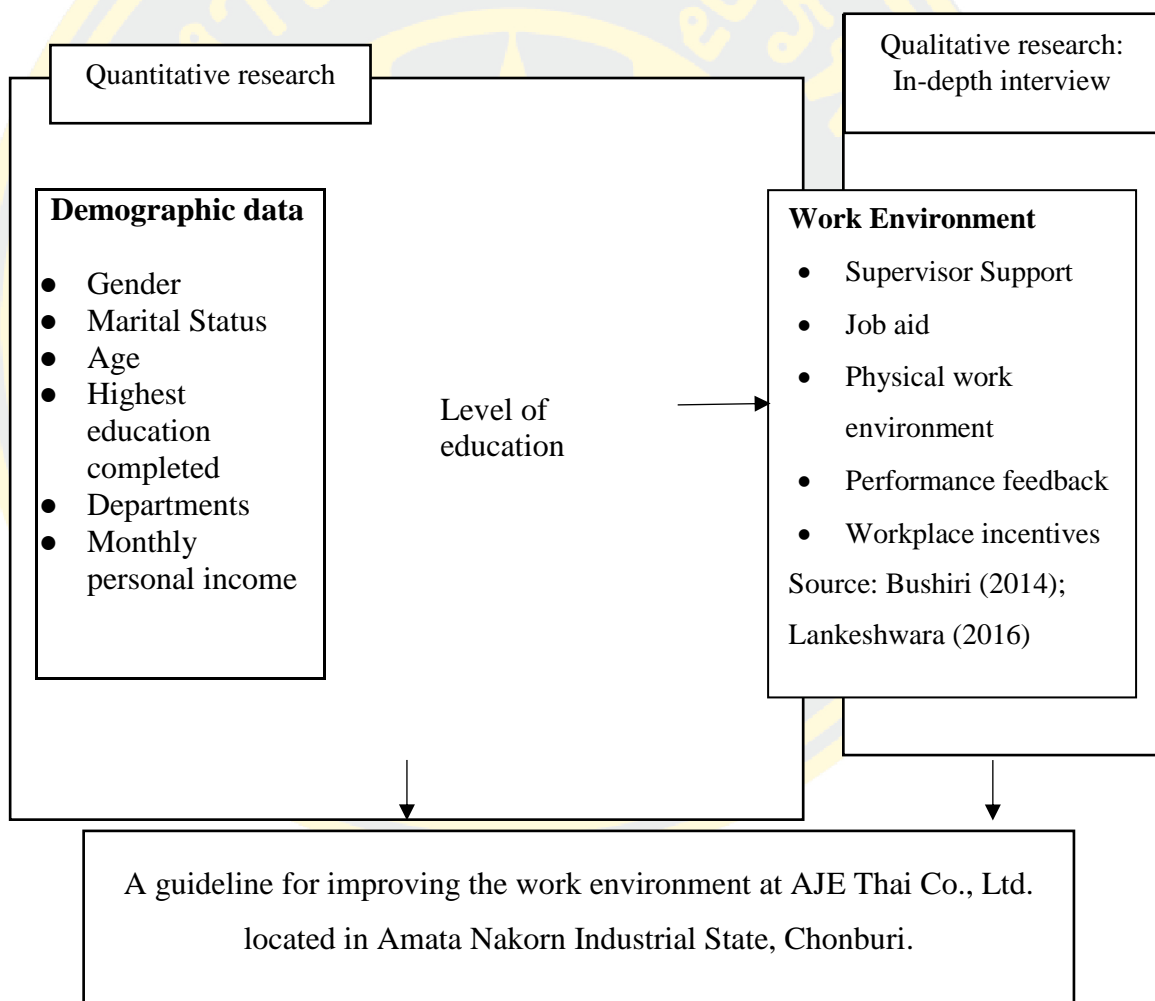 Quantitative research
Qualitative research:
In-depth interview
Demographic data
● Gender
● Marital Status
● Age
● Highest
education
completed
● Departments
● Monthly
personal income
Level of
education
Work Environment
• Supervisor Support
• Job aid
• Physical work
environment
• Performance feedback
• Workplace incentives
Source: Bushiri (2014);
Lankeshwara (2016)
A guideline for improving the work environment at AJE Thai Co., Ltd.
located in Amata Nakorn Industrial State, Chonburi.